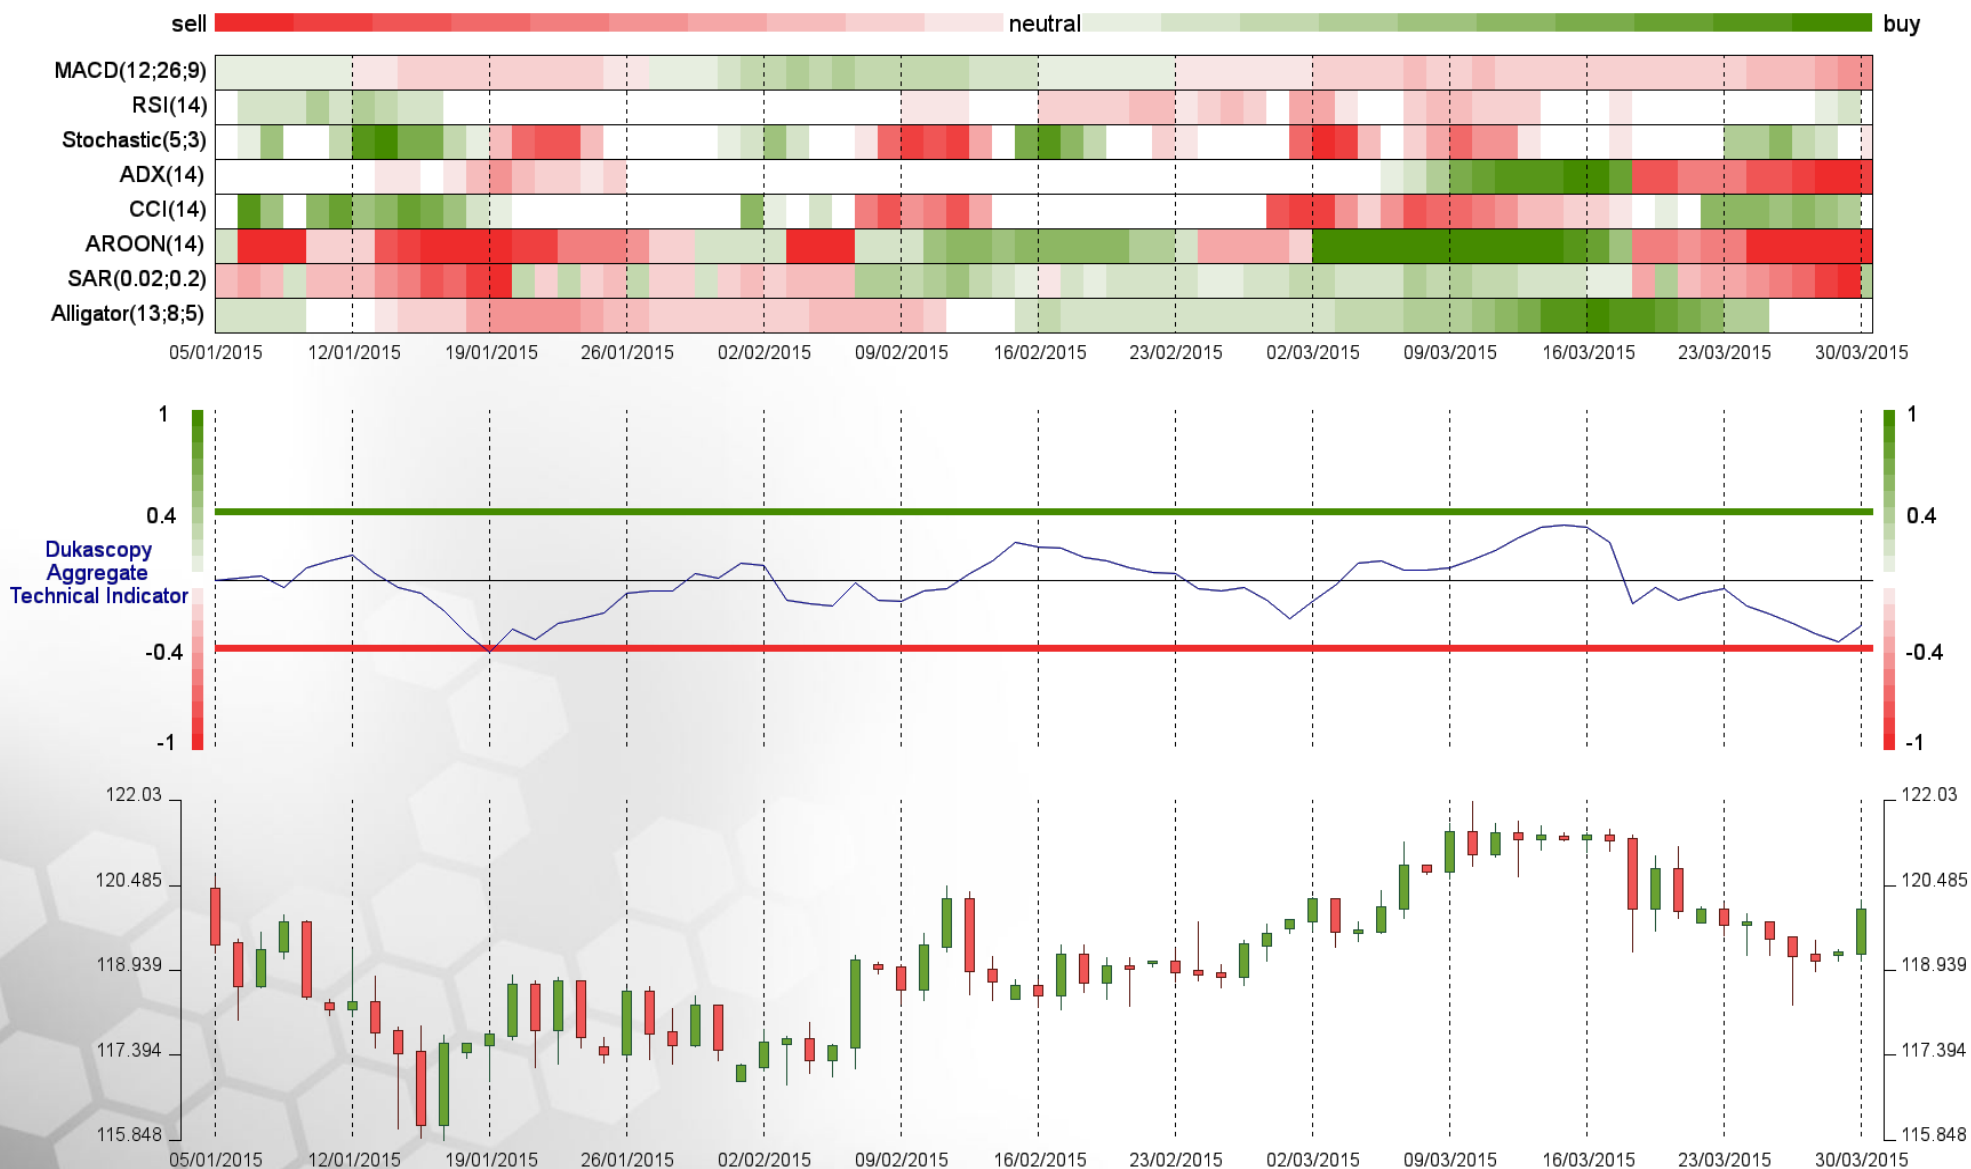 sell neutral buy
MACD(12;26;9)
RSI(14)
Stochastic(5;3)
ADX(14)
CCI(14)
AROON(14)
SAR(0.02;0.2)
Alligator(13;8;5)
05/01/2015 12/01/2015 19/01/2015 26/01/2015 02/02/2015 09/02/2015 16/02/2015 23/02/2015 02/03/2015 09/03/2015 16/03/2015 23/03/2015 30/03/2015
1 1
0.4 0.4
Dukascopy
Aggregate
Technical Indicator
-0.4 -0.4
-1 -1
122.03 122.03
120.485 120.485
118.939 118.939
117.394 117.394
115.848 115.848
05/01/2015 12/01/2015 19/01/2015 26/01/2015 02/02/2015 09/02/2015 16/02/2015 23/02/2015 02/03/2015 09/03/2015 16/03/2015 23/03/2015 30/03/2015